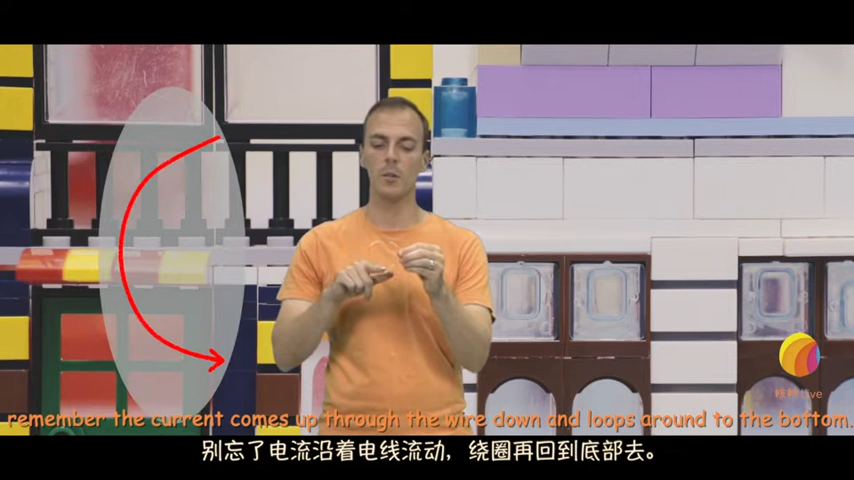 remember the current comes up through the wire down and loops around to the bottom.
别忘了电流沿着电线流动，绕圈再回到底部去。